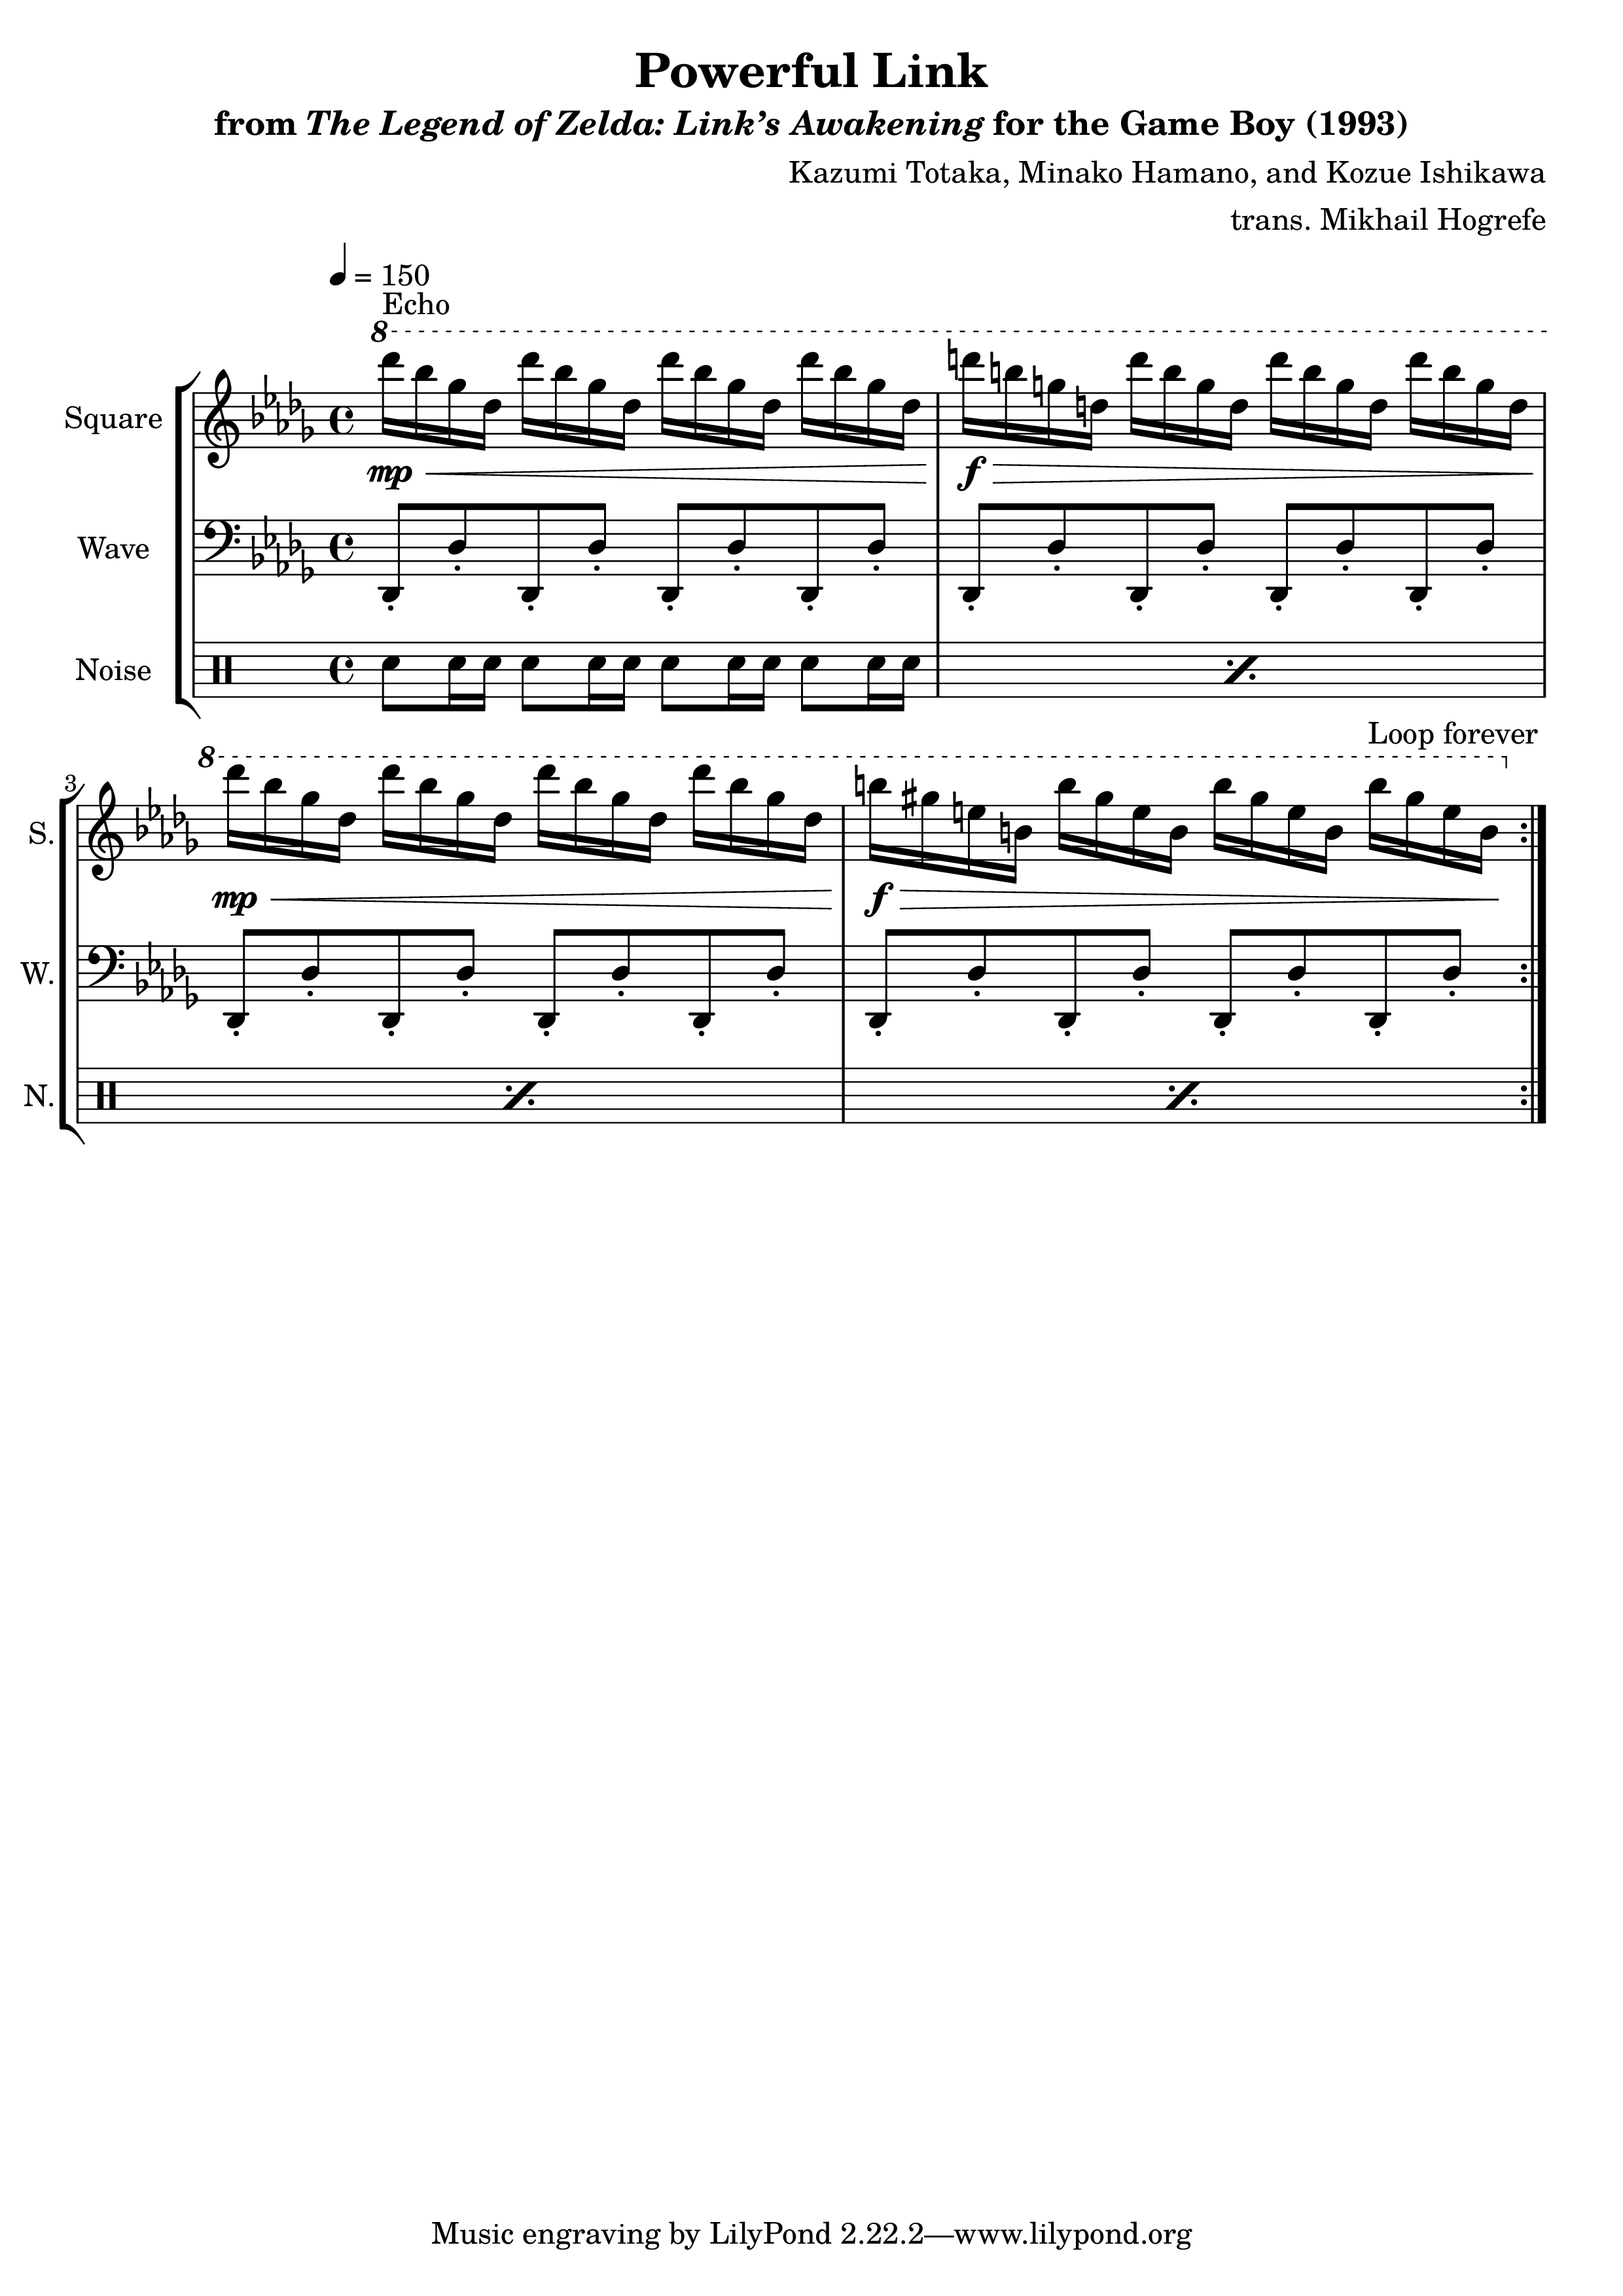 Powerful Link
from The Legend of Zelda: Link’s Awakening for the Game Boy (1993)
Kazumi Totaka, Minako Hamano, and Kozue Ishikawa
trans. Mikhail Hogrefe
= 150
Echo
8
Square
mp
f
Wave
Noise
Loop forever
8
3
S.
mp
f
W.
N.
Music engraving by LilyPond 2.22.2—www.lilypond.org